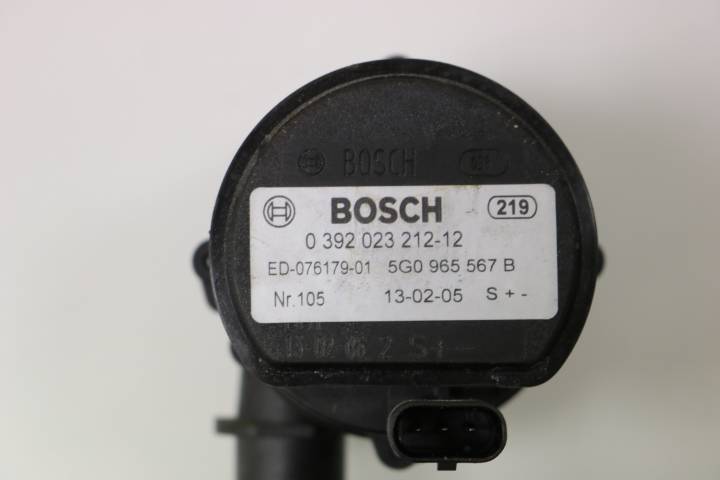 BOSCH
BOSCH 219
0 392 023 212-12
ED-076179-01 5G0 965 567 B
Nr.105 13-02-05 S + -
2 S + -